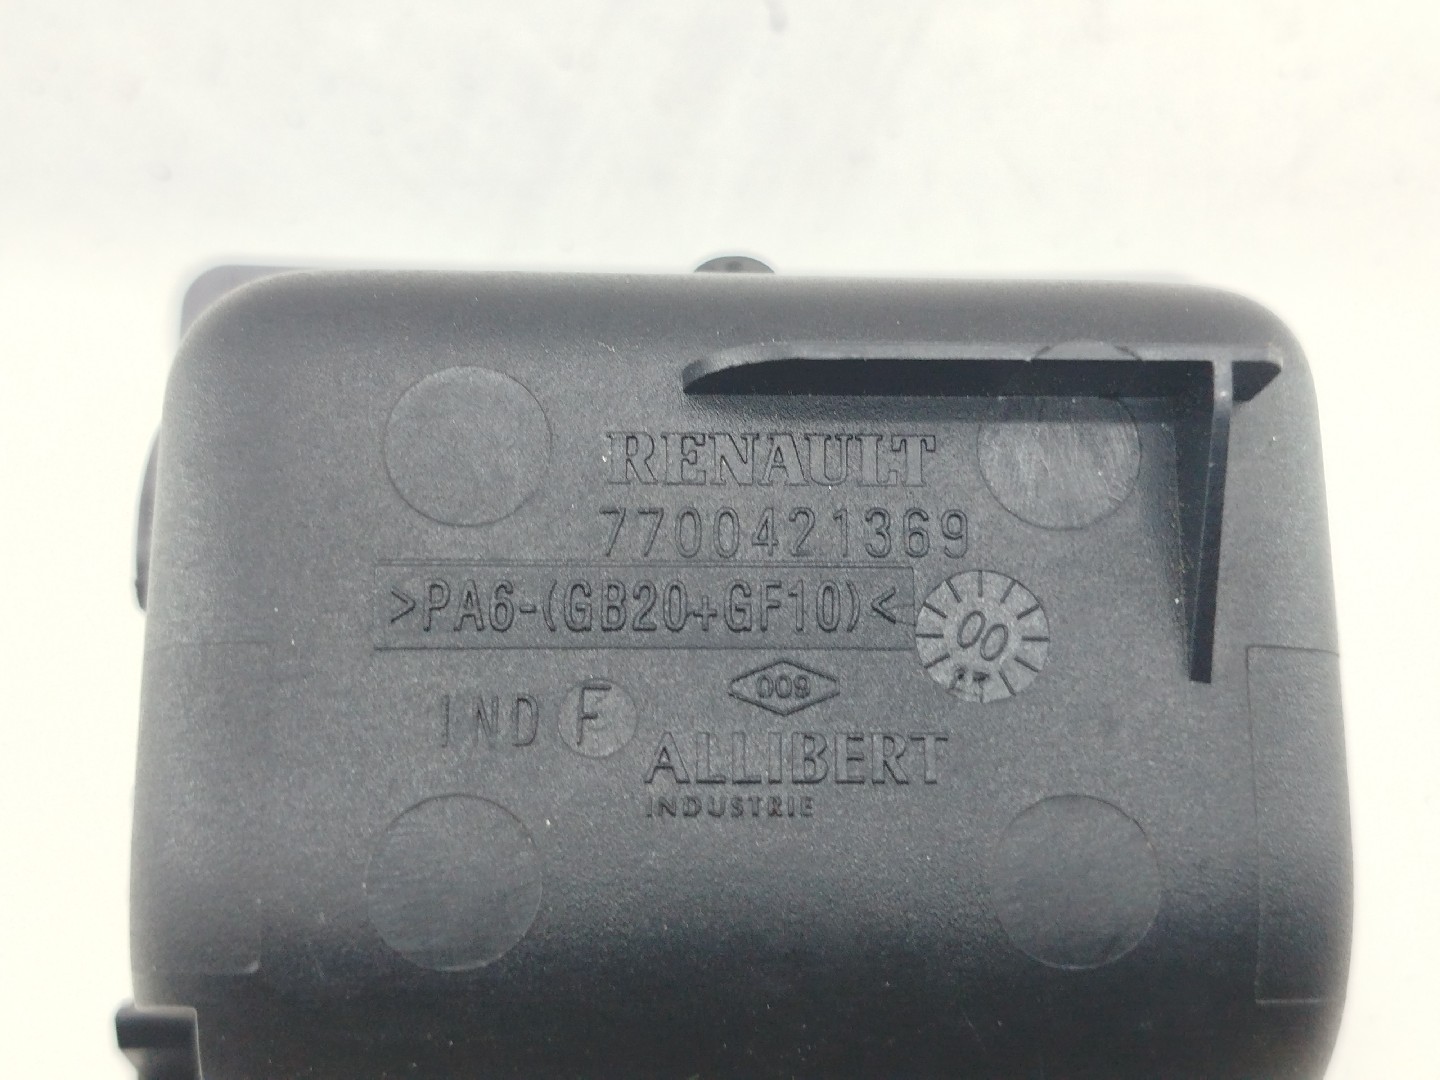 RENAULT
7700421369
>PA6-(GB20+GF10)<
00
IND F
009
ALLIBERT
INDUSTRIE